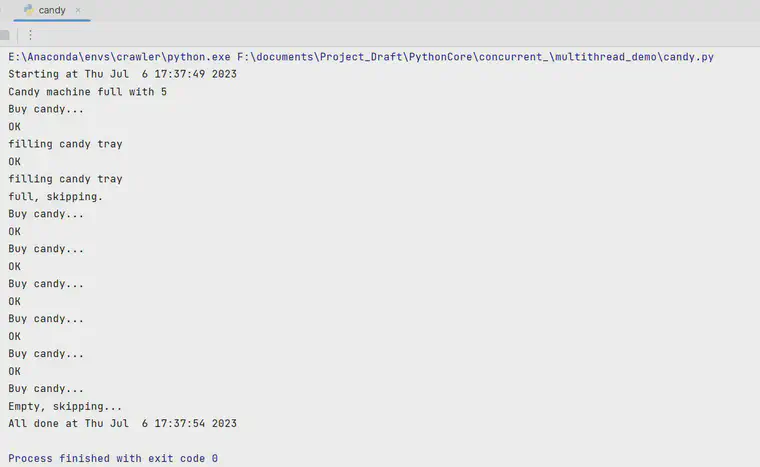 candy
E:\Anaconda\envs\crawler\python.exe F:\documents\Project_Draft\PythonCore\concurrent_\multithread_demo\candy.py
Starting at Thu Jul  6 17:37:49 2023
Candy machine full with 5
Buy candy...
OK
filling candy tray
OK
filling candy tray
full, skipping.
Buy candy...
OK
Buy candy...
OK
Buy candy...
OK
Buy candy...
OK
Buy candy...
OK
Buy candy...
Empty, skipping...
All done at Thu Jul  6 17:37:54 2023
Process finished with exit code 0